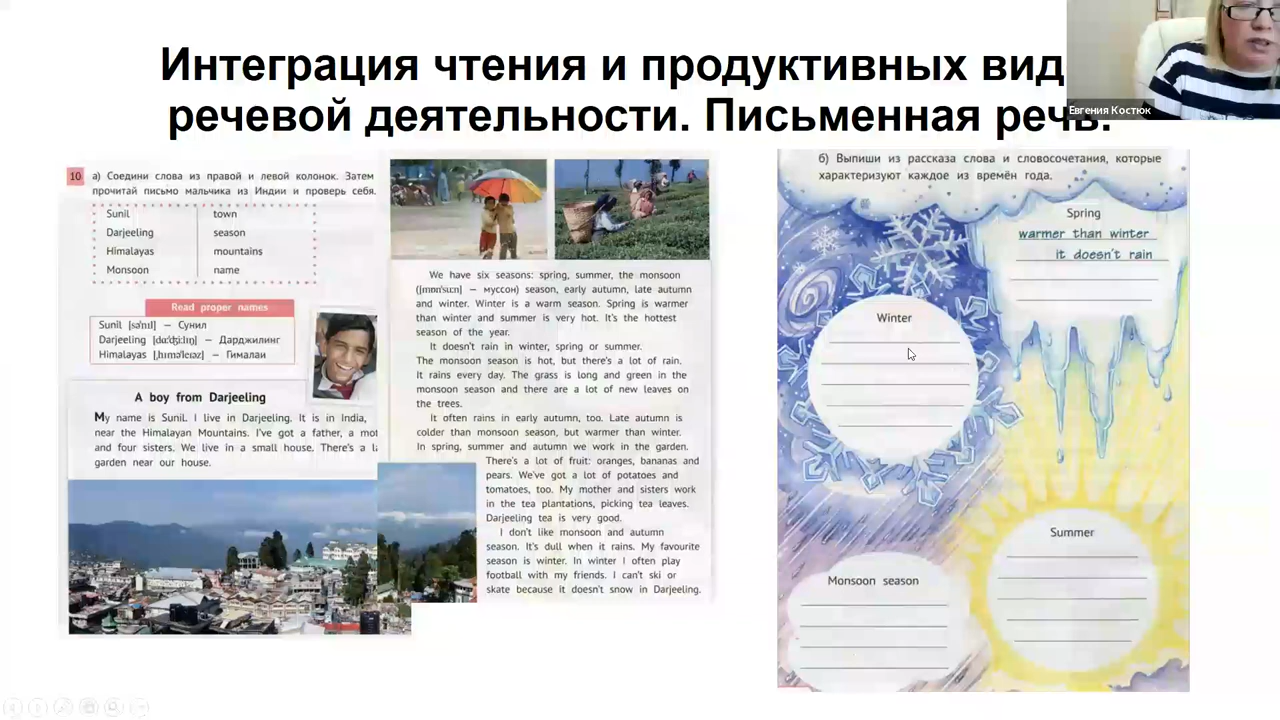 Интеграция чтения и продуктивных вид
речевой деятельности. Письменная речь.
Евгения Костюк
10 а) Соедини слова из правой и левой колонок. Затем
прочитай письмо мальчика из Индии и проверь себя.
Sunil town
Darjeeling season
Himalayas mountains
Monsoon name
Read proper names
Sunil — Сунил
Darjeeling — Дарджилинг
Himalayas — Гималаи
A boy from Darjeeling
My name is Sunil. I live in Darjeeling. It is in India,
near the Himalayan Mountains. I've got a father, a mot
and four sisters. We live in a small house. There's a la
garden near our house.
We have six seasons: spring, summer, the monsoon
— муссон) season, early autumn, late autumn
and winter. Winter is a warm season. Spring is warmer
than winter and summer is very hot. It's the hottest
season of the year.
It doesn't rain in winter, spring or summer.
The monsoon season is hot, but there's a lot of rain.
It rains every day. The grass is long and green in the
monsoon season and there are a lot of new leaves on
the trees.
It often rains in early autumn, too. Late autumn is
colder than monsoon season, but warmer than winter.
In spring, summer and autumn we work in the garden.
There's a lot of fruit: oranges, bananas and
pears. We've got a lot of potatoes and
tomatoes, too. My mother and sisters work
in the tea plantations, picking tea leaves.
Darjeeling tea is very good.
I don't like monsoon and autumn
season. It's dull when it rains. My favourite
season is winter. In winter I often play
football with my friends. I can't ski or
skate because it doesn't snow in Darjeeling.
б) Выпиши из рассказа слова и словосочетания, которые
характеризуют каждое из времён года.
Spring
warmer than winter
it doesn't rain
Winter
Summer
Monsoon season